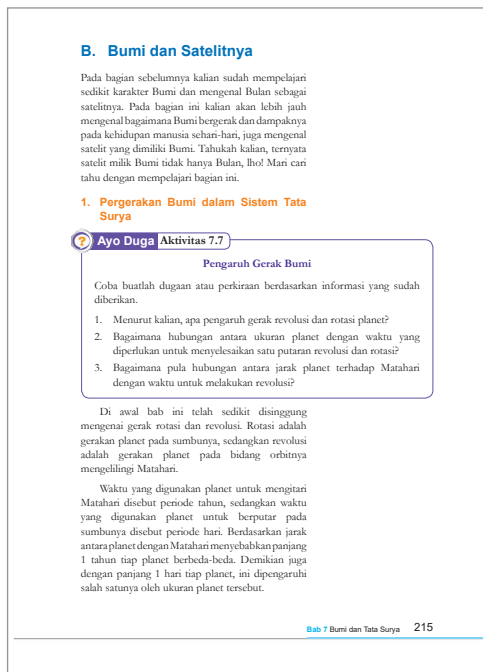 B. Bumi dan Satelitnya
Pada bagian sebelumnya kalian sudah mempelajari
sedikit karakter Bumi dan mengenal Bulan sebagai
satelitnya. Pada bagian ini kalian akan lebih jauh
mengenal bagaimana Bumi bergerak dan dampaknya
pada kehidupan manusia sehari-hari, juga mengenal
satelit yang dimiliki Bumi. Tahukah kalian, ternyata
satelit milik Bumi tidak hanya Bulan, lho! Mari cari
tahu dengan mempelajari bagian ini.
1. Pergerakan Bumi dalam Sistem Tata
Surya
? Ayo Duga Aktivitas 7.7
Pengaruh Gerak Bumi
Coba buatlah dugaan atau perkiraan berdasarkan informasi yang sudah
diberikan.
1. Menurut kalian, apa pengaruh gerak revolusi dan rotasi planet?
2. Bagaimana hubungan antara ukuran planet dengan waktu yang
diperlukan untuk menyelesaikan satu putaran revolusi dan rotasi?
3. Bagaimana pula hubungan antara jarak planet terhadap Matahari
dengan waktu untuk melakukan revolusi?
Di awal bab ini telah sedikit disinggung
mengenai gerak rotasi dan revolusi. Rotasi adalah
gerakan planet pada sumbunya, sedangkan revolusi
adalah gerakan planet pada bidang orbitnya
mengelilingi Matahari.
Waktu yang digunakan planet untuk mengitari
Matahari disebut periode tahun, sedangkan waktu
yang digunakan planet untuk berputar pada
sumbunya disebut periode hari. Berdasarkan jarak
antara planet dengan Matahari menyebabkan panjang
1 tahun tiap planet berbeda-beda. Demikian juga
dengan panjang 1 hari tiap planet, ini dipengaruhi
salah satunya oleh ukuran planet tersebut.
Bab 7 Bumi dan Tata Surya 215